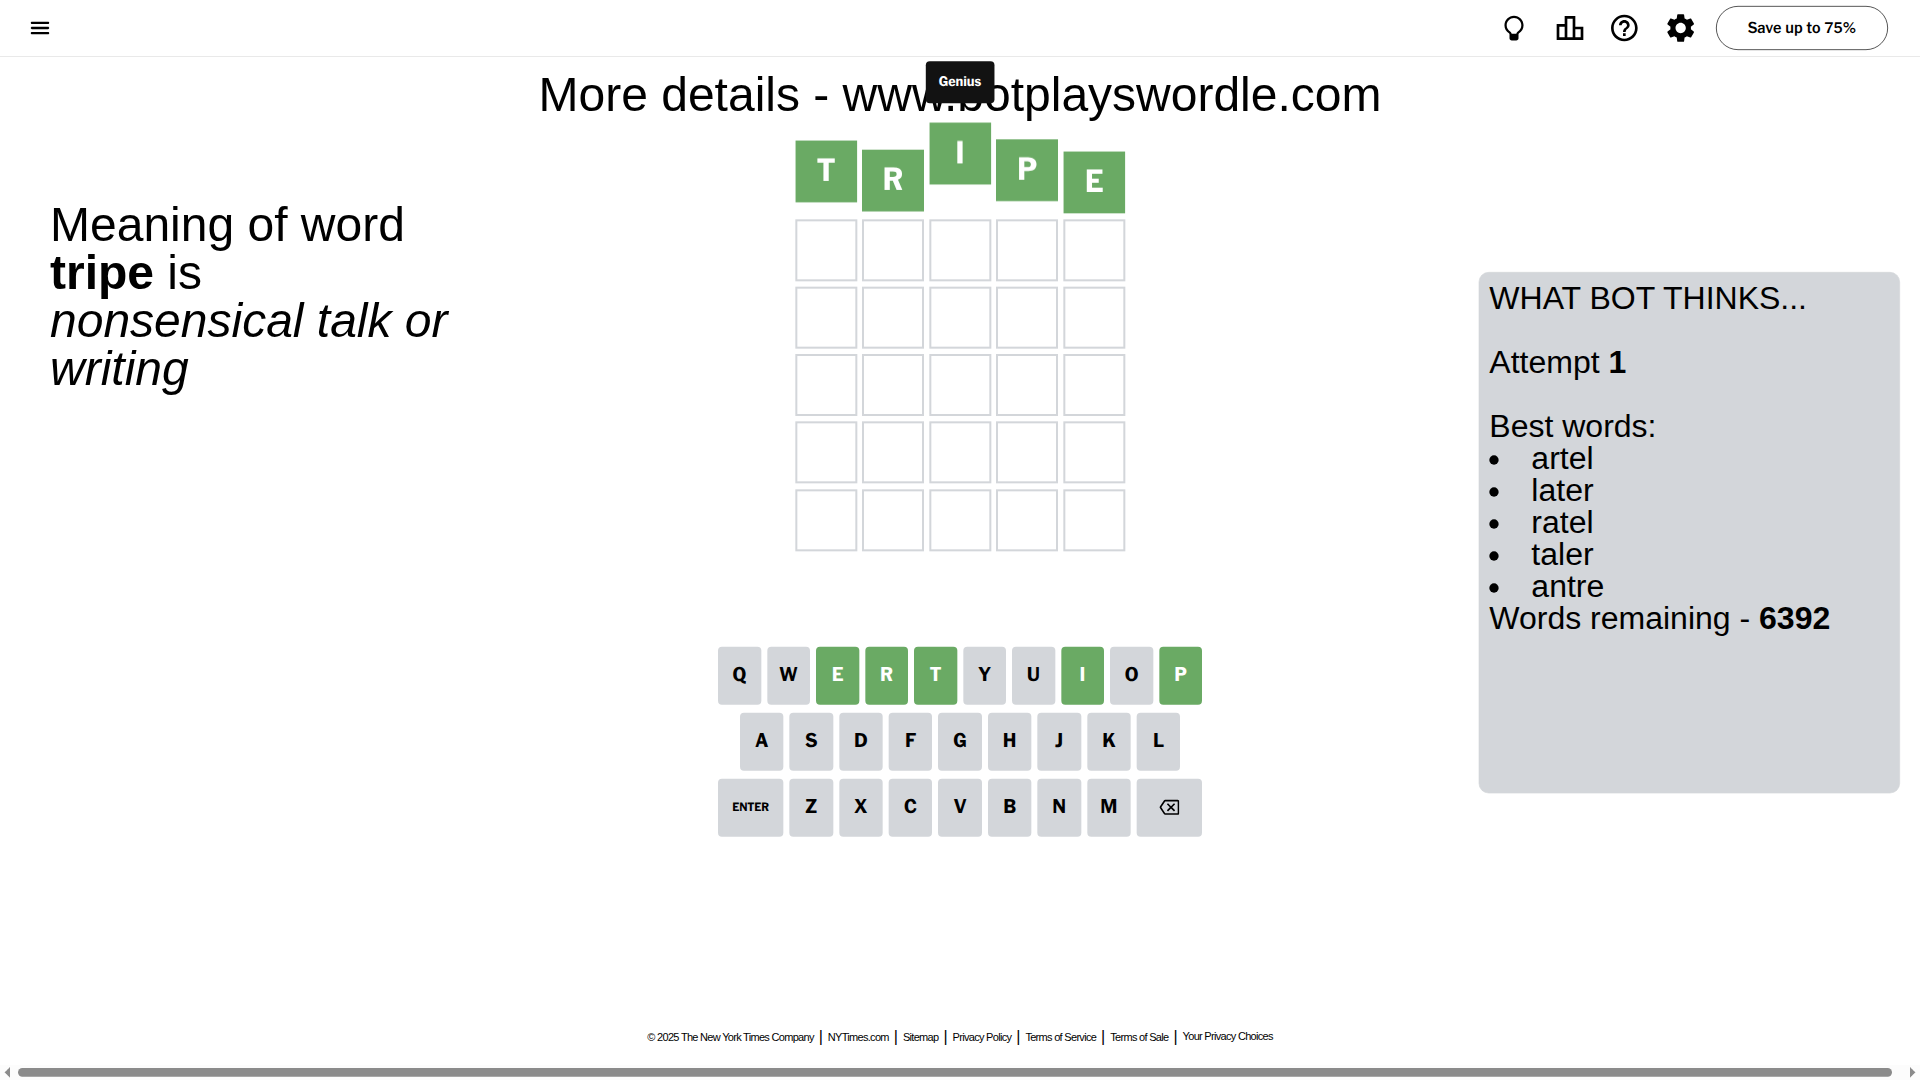 Save up to 75%
Genius
More details - www.botplayswordle.com
T R I P E
Meaning of word
tripe is
nonsensical talk or
writing
WHAT BOT THINKS...
Attempt 1
Best words:
• artel
• later
• ratel
• taler
• antre
Words remaining - 6392
Q W E R T Y U I O P
A S D F G H J K L
ENTER Z X C V B N M
© 2025 The New York Times Company | NYTimes.com | Sitemap | Privacy Policy | Terms of Service | Terms of Sale | Your Privacy Choices